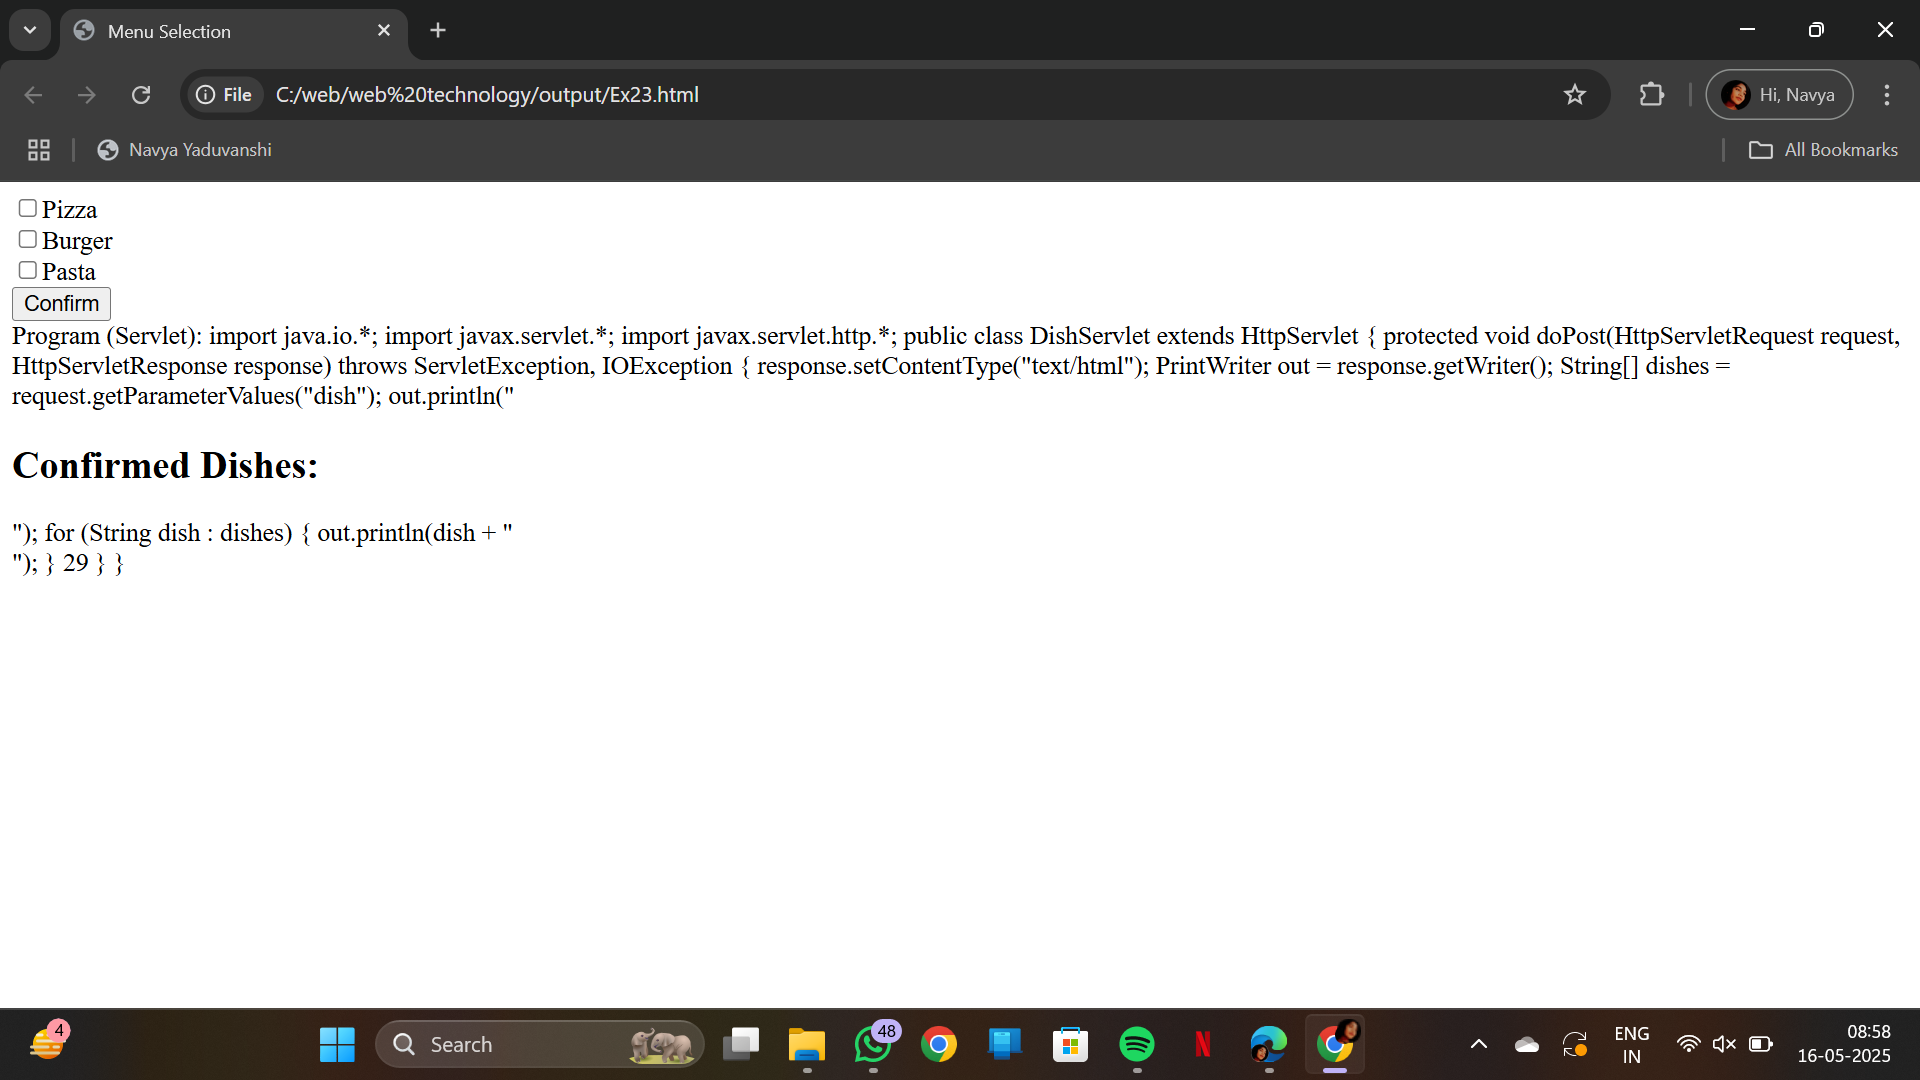 Menu Selection
File C:/web/web%20technology/output/Ex23.html
Hi, Navya
Navya Yaduvanshi
All Bookmarks
Pizza
Burger
Pasta
Confirm
Program (Servlet): import java.io.*; import javax.servlet.*; import javax.servlet.http.*; public class DishServlet extends HttpServlet { protected void doPost(HttpServletRequest request,
HttpServletResponse response) throws ServletException, IOException { response.setContentType("text/html"); PrintWriter out = response.getWriter(); String[] dishes =
request.getParameterValues("dish"); out.println("
Confirmed Dishes:
"); for (String dish : dishes) { out.println(dish + "
"); } 29 } }
4
Search
48
N
ENG
IN
08:58
16-05-2025